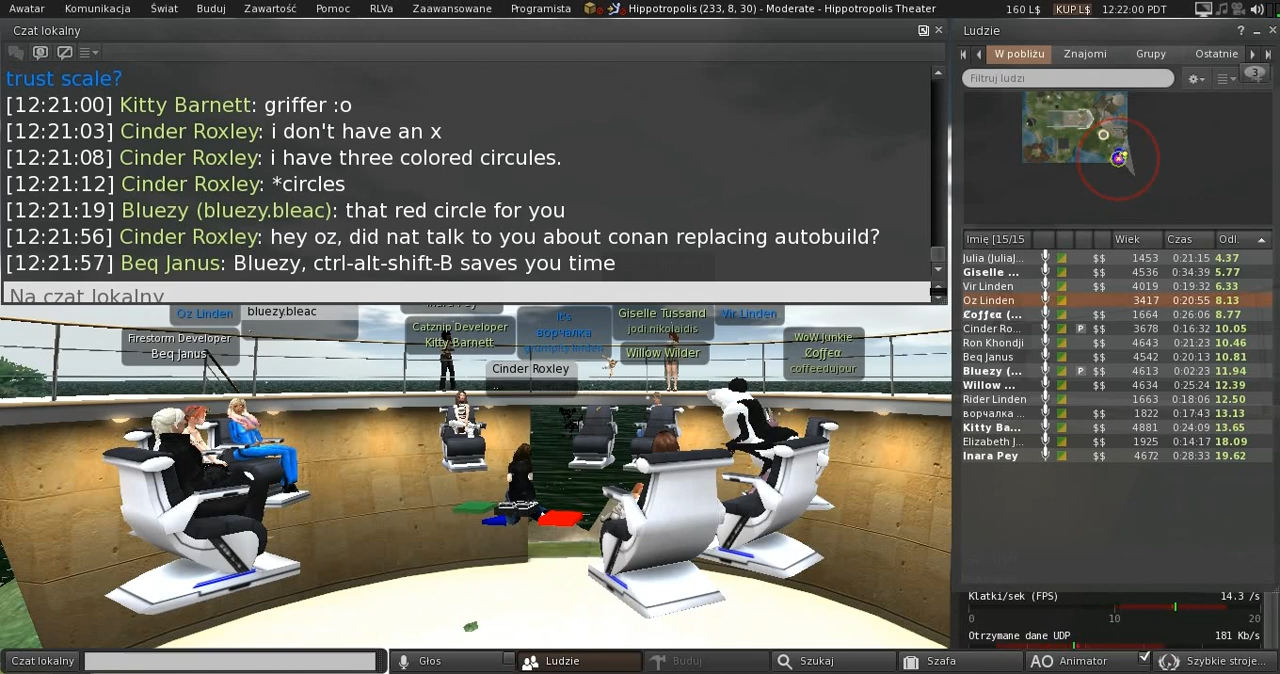 Awatar Komunikacja Świat Buduj Zawartość Pomoc RLVa Zaawansowane Programista Hippotropolis (233, 8, 30) - Moderate - Hippotropolis Theater 160 L$ KUP L$ 12:22:00 PDT
Czat lokalny
trust scale?
[12:21:00] Kitty Barnett: griffer :o
[12:21:03] Cinder Roxley: i don't have an x
[12:21:08] Cinder Roxley: i have three colored circules.
[12:21:12] Cinder Roxley: *circles
[12:21:19] Bluezy (bluezy.bleac): that red circle for you
[12:21:56] Cinder Roxley: hey oz, did nat talk to you about conan replacing autobuild?
[12:21:57] Beq Janus: Bluezy, ctrl-alt-shift-B saves you time
Na czat lokalny
Oz Linden
bluezy.bleac
Firestorm Developer
Beq Janus
Catznip Developer
Kitty Barnett
ворчалка
Cinder Roxley
Giselle Tussand
jodi.nikolaidis
Willow Wilder
Vir Linden
WoW Junkie
coffeedujour
Ludzie
W pobliżu Znajomi Grupy Ostatnie
Filtruj ludzi
3
Imię [15/15 Wiek Czas Odl.
Julia (JuliaJ... 1453 0:21:15 4.37
Giselle ... $$ 4536 0:34:39 5.77
Vir Linden $$ 4019 0:19:32 6.33
Oz Linden 3417 0:20:55 8.13
$$ 1664 0:26:06 8.77
Cinder Ro... P $$ 3678 0:16:32 10.05
Ron Khondji $$ 4643 0:21:23 10.46
Beq Janus $$ 4542 0:20:13 10.81
Bluezy (... P $$ 4613 0:02:23 11.94
Willow ... $$ 4634 0:25:24 12.39
Rider Linden 1663 0:18:06 12.50
ворчалка ... $$ 1822 0:17:43 13.13
Kitty Ba... $$ 4881 0:24:09 13.65
Elizabeth J... $$ 1925 0:14:17 18.09
Inara Pey $$ 4672 0:28:33 19.62
Klatki/sek (FPS) 14.3 /s
0 10 20
Otrzymane dane UDP 181 Kb/s
Czat lokalny Głos Ludzie Buduj Szukaj Szafa AO Animator Szybkie stroje...